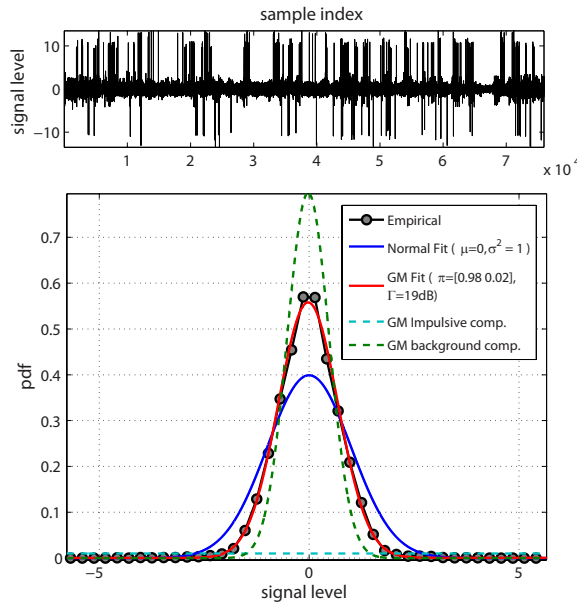 sample index
signal level
10
0
−10
1 2 3 4 5 6 7
x 10^4
pdf
0.7
0.6
0.5
0.4
0.3
0.2
0.1
0
Empirical
Normal Fit ( μ=0,σ² = 1 )
GM Fit ( π=[0.98 0.02],
Γ=19dB)
GM Impulsive comp.
GM background comp.
−5 0 5
signal level